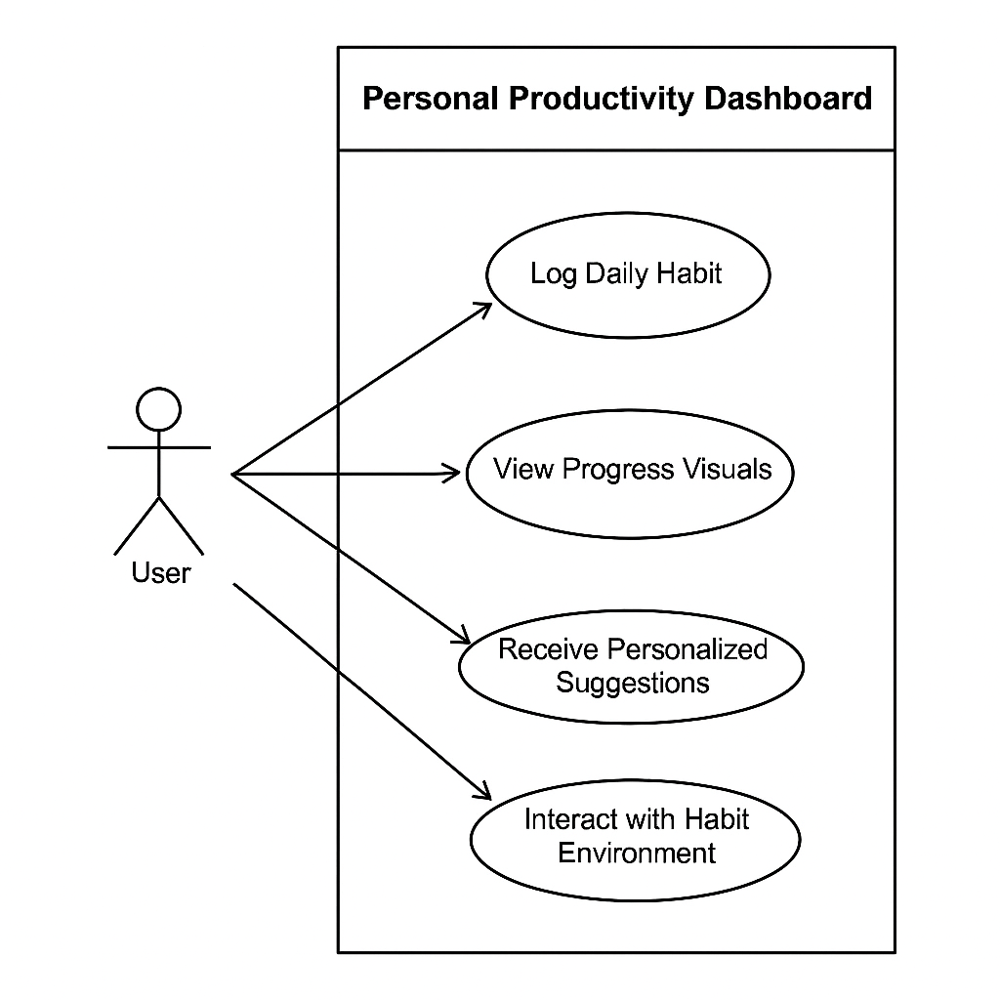 Personal Productivity Dashboard
Log Daily Habit
View Progress Visuals
User
Receive Personalized
Suggestions
Interact with Habit
Environment